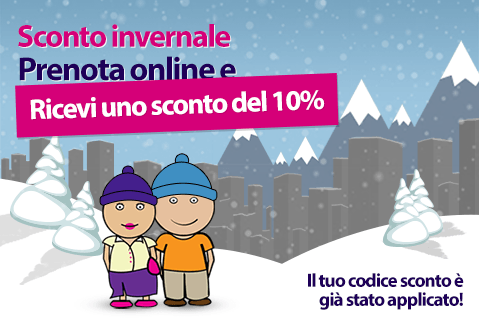 Sconto invernale
Prenota online e
Ricevi uno sconto del 10%
Il tuo codice sconto è
già stato applicato!